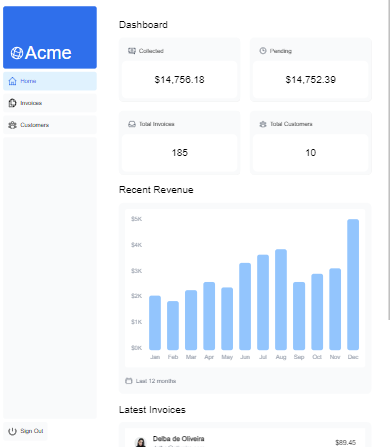 Acme
Home
Invoices
Customers
Sign Out
Dashboard
Collected
$14,756.18
Pending
$14,752.39
Total Invoices
185
Total Customers
10
Recent Revenue
$5K
$4K
$3K
$2K
$1K
$0K
Jan Feb Mar Apr May Jun Jul Aug Sep Oct Nov Dec
Last 12 months
Latest Invoices
Delba de Oliveira
$89.45